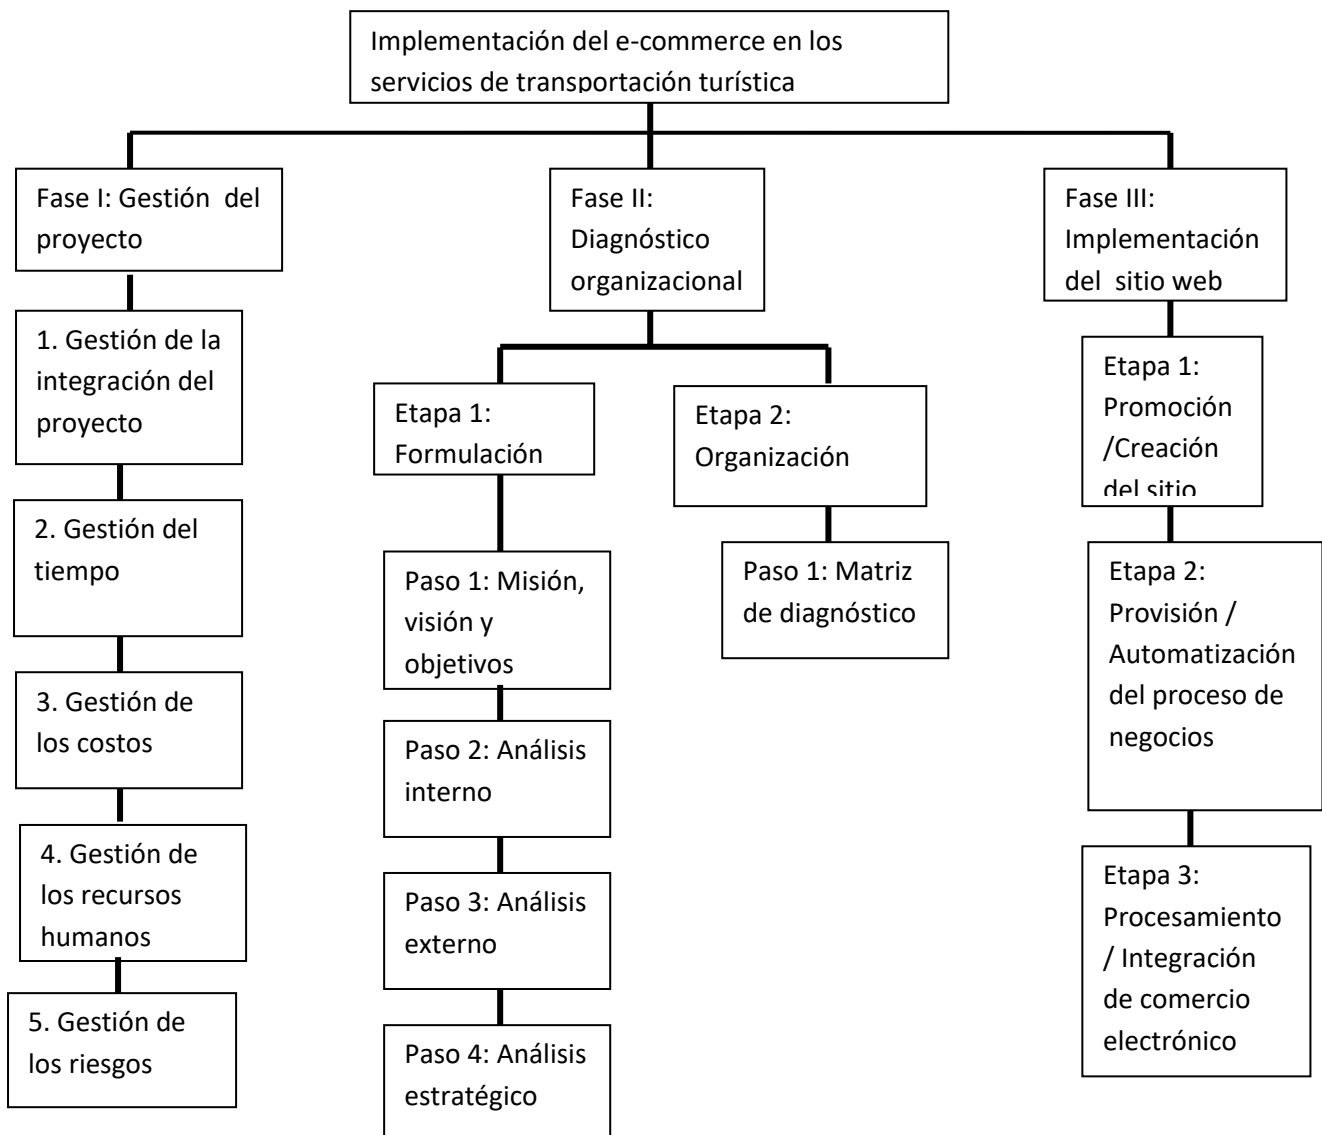 Implementación del e-commerce en los
servicios de transportación turística
Fase I: Gestión  del
proyecto
1. Gestión de la
integración del
proyecto
2. Gestión del
tiempo
3. Gestión de
los costos
4. Gestión de
los recursos
humanos
5. Gestión de
los riesgos
Fase II:
Diagnóstico
organizacional
Etapa 1:
Formulación
Paso 1: Misión,
visión y
objetivos
Paso 2: Análisis
interno
Paso 3: Análisis
externo
Paso 4: Análisis
estratégico
Etapa 2:
Organización
Paso 1: Matriz
de diagnóstico
Fase III:
Implementación
del  sitio web
Etapa 1:
Promoción
/Creación
del sitio
Etapa 2:
Provisión /
Automatización
del proceso de
negocios
Etapa 3:
Procesamiento
/ Integración
de comercio
electrónico